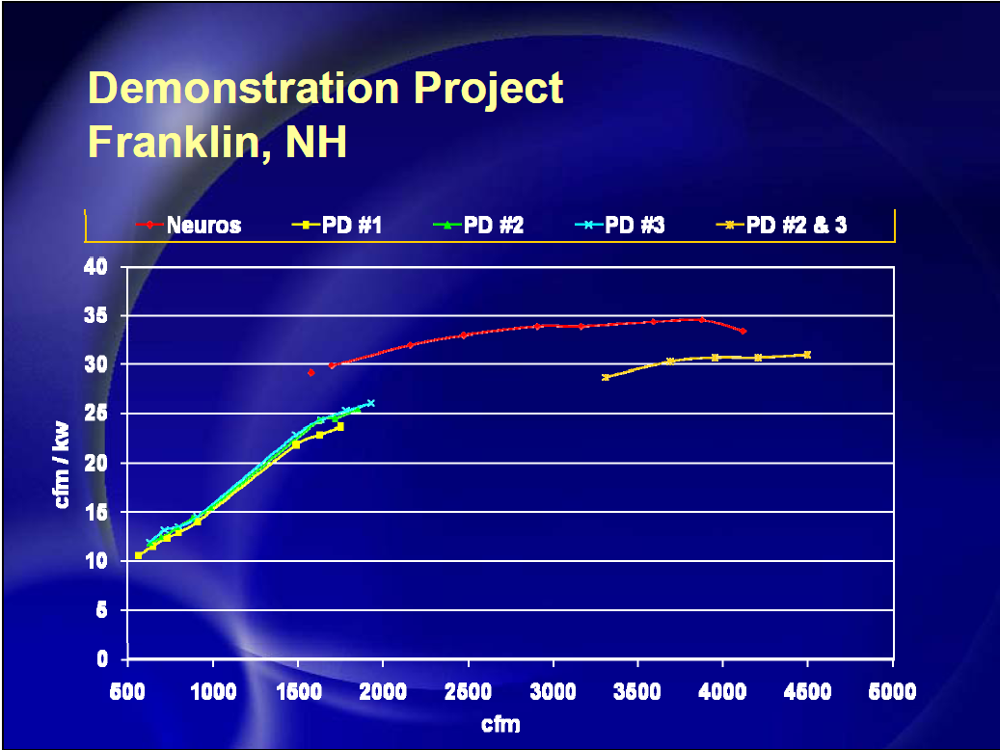 Demonstration Project
Franklin, NH
Neuros PD #1 PD #2 PD #3 PD #2 & 3
40
35
30
25
20
15
10
5
0
cfm / kw
500 1000 1500 2000 2500 3000 3500 4000 4500 5000
cfm